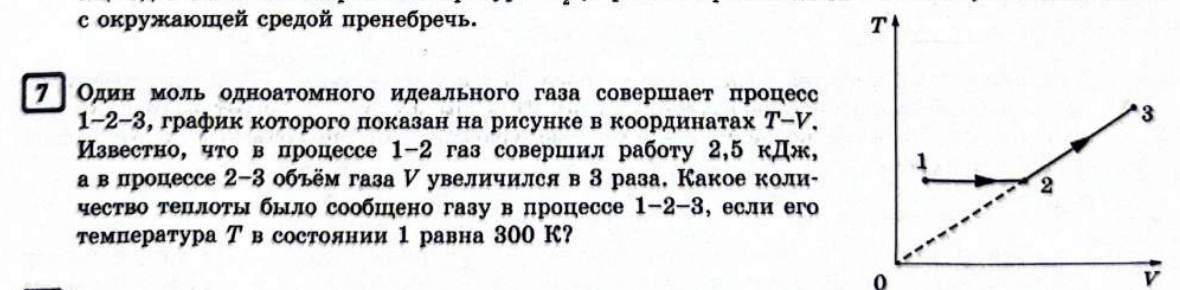 с окружающей средой пренебречь.
7 Один моль одноатомного идеального газа совершает процесс
1–2–3, график которого показан на рисунке в координатах T–V.
Известно, что в процессе 1–2 газ совершил работу 2,5 кДж,
а в процессе 2–3 объём газа V увеличился в 3 раза. Какое коли-
чество теплоты было сообщено газу в процессе 1–2–3, если его
температура T в состоянии 1 равна 300 К?
T
3
1
2
0
V